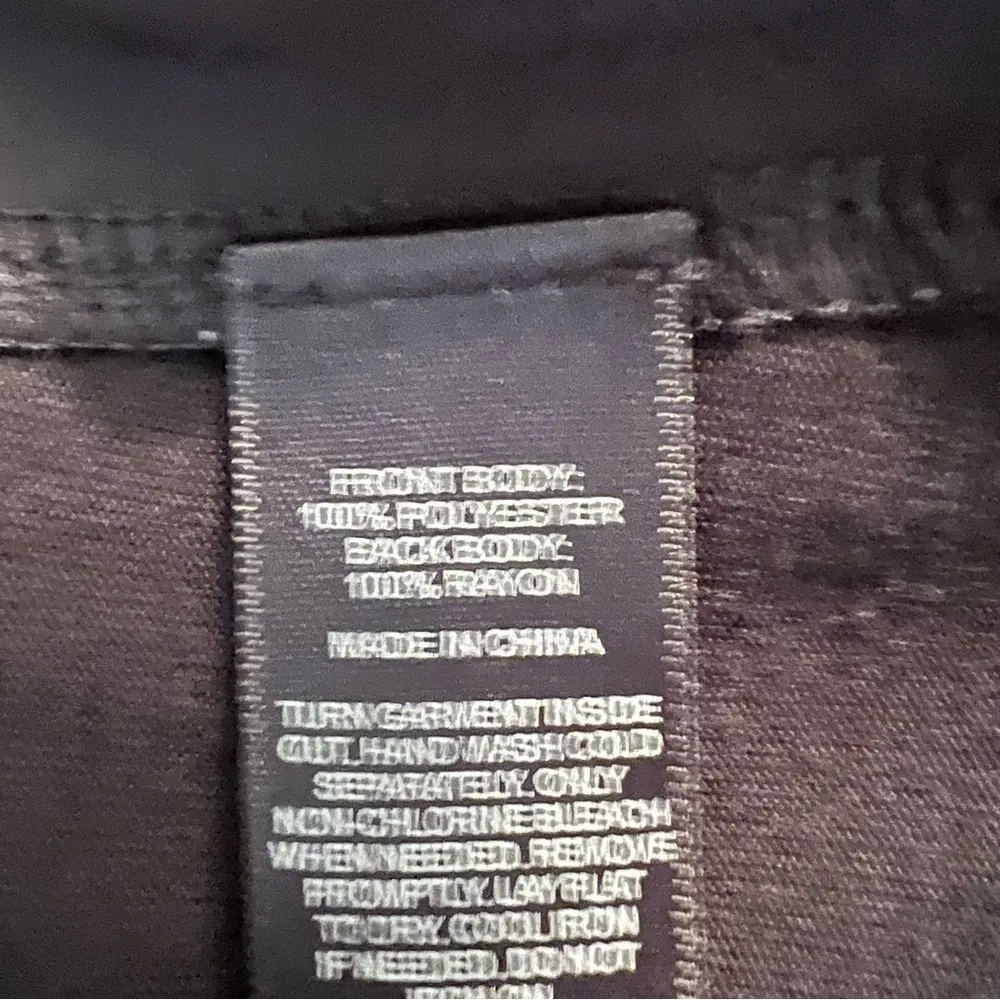 FRONT BODY:
100% POLYESTER
BACK BODY:
100% RAYON
MADE IN CHINA
TURN GARMENT INSIDE
OUT. HAND WASH COLD
SEPARATELY. ONLY
NON-CHLORINE BLEACH
WHEN NEEDED. REMOVE
PROMPTLY. LAY FLAT
TO DRY. COOL IRON
IF NEEDED. DO NOT